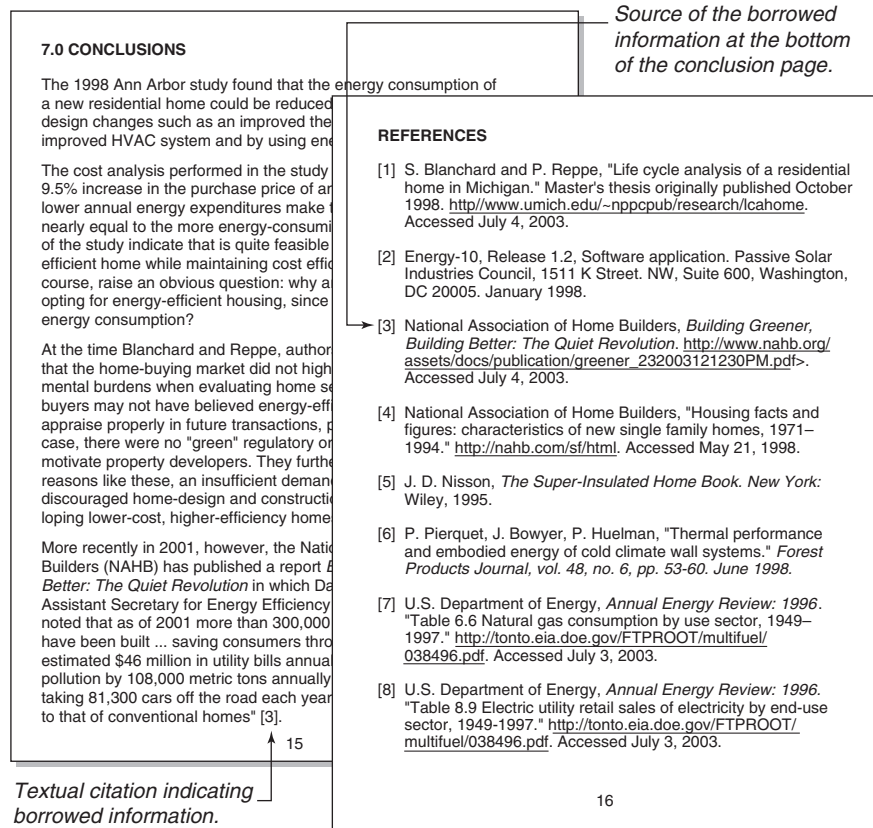 Source of the borrowed
information at the bottom
of the conclusion page.
7.0 CONCLUSIONS
The 1998 Ann Arbor study found that the energy consumption of
a new residential home could be reduced
design changes such as an improved the
improved HVAC system and by using ene
The cost analysis performed in the study
9.5% increase in the purchase price of an
lower annual energy expenditures make t
nearly equal to the more energy-consumi
of the study indicate that is quite feasible
efficient home while maintaining cost effic
course, raise an obvious question: why a
opting for energy-efficient housing, since
energy consumption?
At the time Blanchard and Reppe, author
that the home-buying market did not high
mental burdens when evaluating home se
buyers may not have believed energy-effi
appraise properly in future transactions, p
case, there were no "green" regulatory or
motivate property developers. They furthe
reasons like these, an insufficient deman
discouraged home-design and constructi
loping lower-cost, higher-efficiency home
More recently in 2001, however, the Natio
Builders (NAHB) has published a report B
Better: The Quiet Revolution in which Da
Assistant Secretary for Energy Efficiency
noted that as of 2001 more than 300,000
have been built ... saving consumers thro
estimated $46 million in utility bills annual
pollution by 108,000 metric tons annually
taking 81,300 cars off the road each year
to that of conventional homes" [3].
15
Textual citation indicating
borrowed information.
REFERENCES
[1] S. Blanchard and P. Reppe, "Life cycle analysis of a residential
home in Michigan." Master's thesis originally published October
1998. http//www.umich.edu/~nppcpub/research/lcahome.
Accessed July 4, 2003.
[2] Energy-10, Release 1.2, Software application. Passive Solar
Industries Council, 1511 K Street. NW, Suite 600, Washington,
DC 20005. January 1998.
[3] National Association of Home Builders, Building Greener,
Building Better: The Quiet Revolution. http://www.nahb.org/
assets/docs/publication/greener_232003121230PM.pdf>.
Accessed July 4, 2003.
[4] National Association of Home Builders, "Housing facts and
figures: characteristics of new single family homes, 1971–
1994." http://nahb.com/sf/html. Accessed May 21, 1998.
[5] J. D. Nisson, The Super-Insulated Home Book. New York:
Wiley, 1995.
[6] P. Pierquet, J. Bowyer, P. Huelman, "Thermal performance
and embodied energy of cold climate wall systems." Forest
Products Journal, vol. 48, no. 6, pp. 53-60. June 1998.
[7] U.S. Department of Energy, Annual Energy Review: 1996.
"Table 6.6 Natural gas consumption by use sector, 1949–
1997." http://tonto.eia.doe.gov/FTPROOT/multifuel/
038496.pdf. Accessed July 3, 2003.
[8] U.S. Department of Energy, Annual Energy Review: 1996.
"Table 8.9 Electric utility retail sales of electricity by end-use
sector, 1949-1997." http://tonto.eia.doe.gov/FTPROOT/
multifuel/038496.pdf. Accessed July 3, 2003.
16